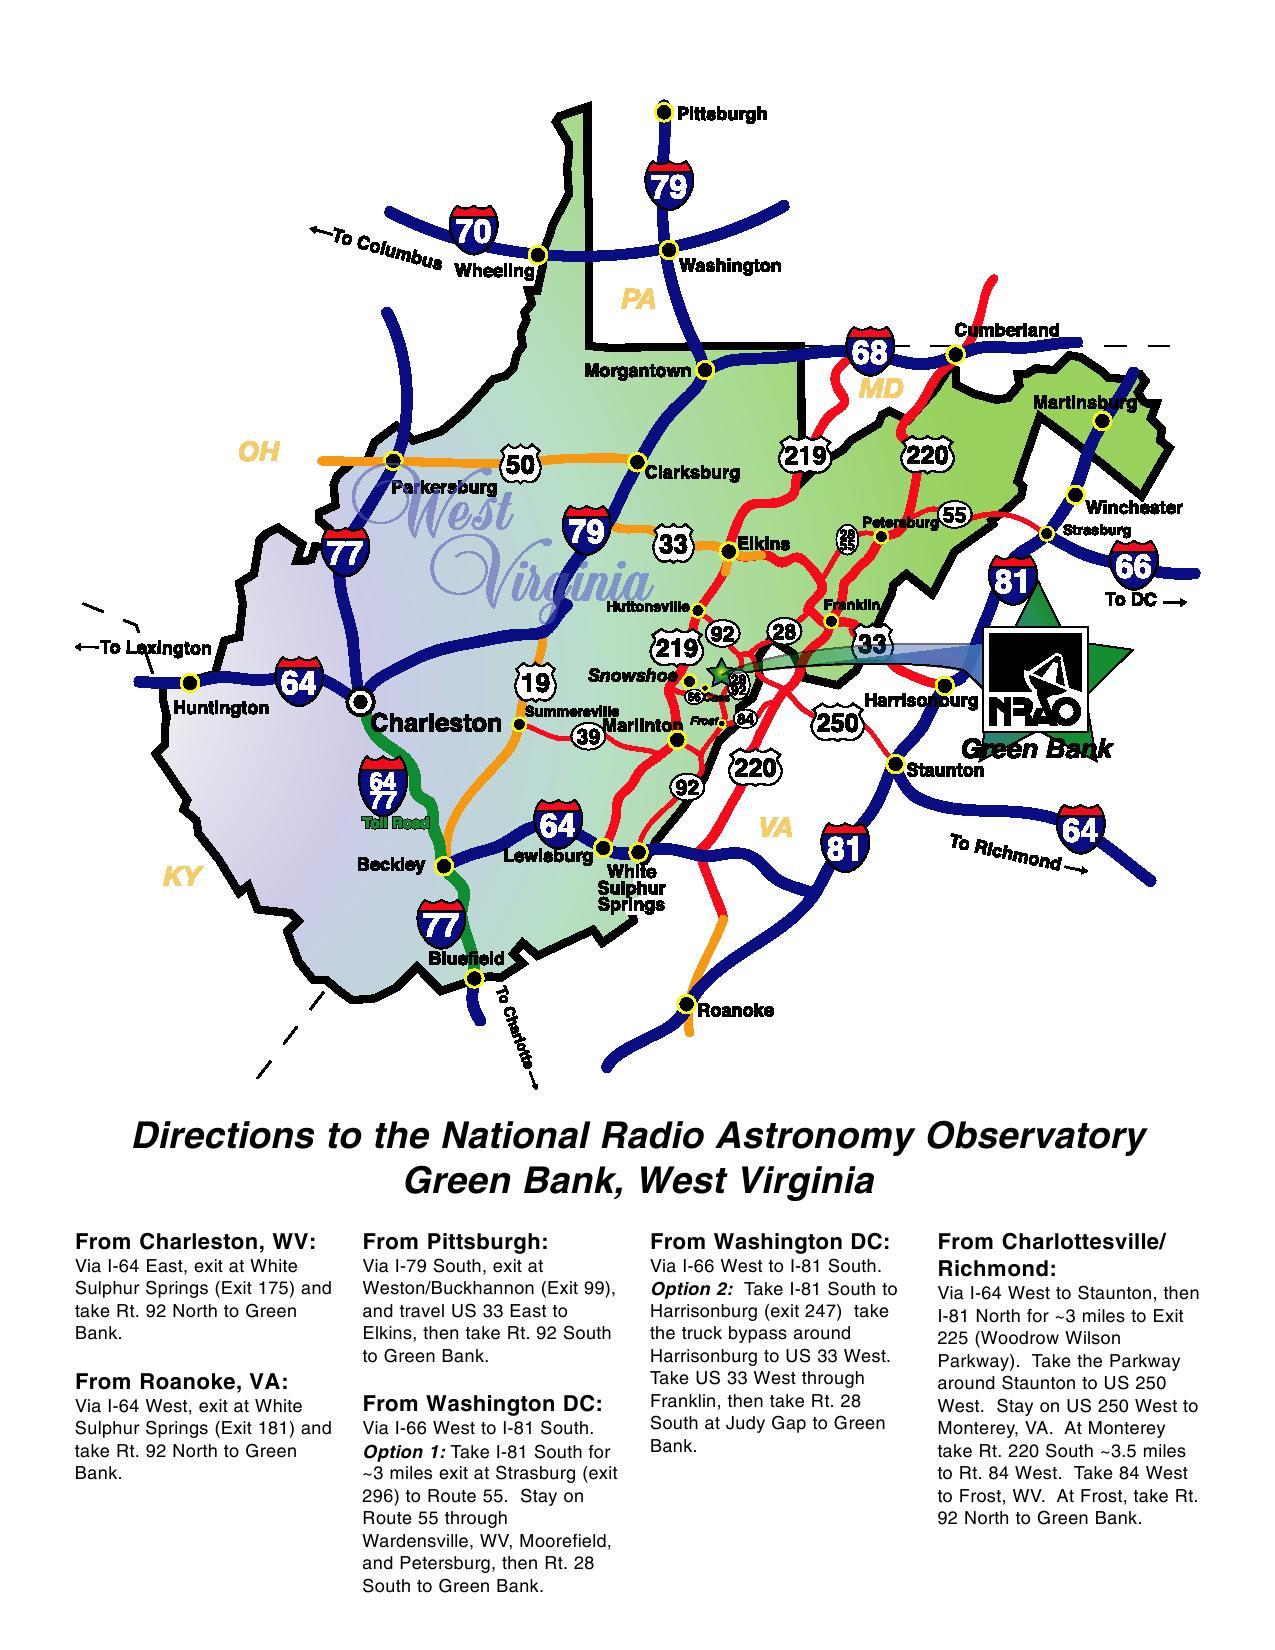 Pittsburgh
79
70
←To Columbus
Wheeling
Washington
PA
Cumberland
68
Morgantown
MD
Martinsburg
OH
50
219
220
Clarksburg
Parkersburg
West
Virginia
Winchester
Petersburg
55
Strasburg
77
79
33
Elkins
28
55
81
66
To DC →
Huttonsville
Franklin
←To Lexington
219
92
28
33
64
19
Snowshoe
28
92
66
Cass
Huntington
Harrisonburg
NRAO
Green Bank
Charleston
Summersville
39
Marlinton
Frost
84
250
64
77
Toll Road
92
220
Staunton
64
VA
81
64
To Richmond →
Beckley
Lewisburg
White
Sulphur
Springs
KY
77
Bluefield
To Charlotte →
Roanoke
Directions to the National Radio Astronomy Observatory
Green Bank, West Virginia
From Charleston, WV:
Via I-64 East, exit at White
Sulphur Springs (Exit 175) and
take Rt. 92 North to Green
Bank.
From Roanoke, VA:
Via I-64 West, exit at White
Sulphur Springs (Exit 181) and
take Rt. 92 North to Green
Bank.
From Pittsburgh:
Via I-79 South, exit at
Weston/Buckhannon (Exit 99),
and travel US 33 East to
Elkins, then take Rt. 92 South
to Green Bank.
From Washington DC:
Via I-66 West to I-81 South.
Option 1: Take I-81 South for
~3 miles exit at Strasburg (exit
296) to Route 55. Stay on
Route 55 through
Wardensville, WV, Moorefield,
and Petersburg, then Rt. 28
South to Green Bank.
From Washington DC:
Via I-66 West to I-81 South.
Option 2: Take I-81 South to
Harrisonburg (exit 247) take
the truck bypass around
Harrisonburg to US 33 West.
Take US 33 West through
Franklin, then take Rt. 28
South at Judy Gap to Green
Bank.
From Charlottesville/
Richmond:
Via I-64 West to Staunton, then
I-81 North for ~3 miles to Exit
225 (Woodrow Wilson
Parkway). Take the Parkway
around Staunton to US 250
West. Stay on US 250 West to
Monterey, VA. At Monterey
take Rt. 220 South ~3.5 miles
to Rt. 84 West. Take 84 West
to Frost, WV. At Frost, take Rt.
92 North to Green Bank.